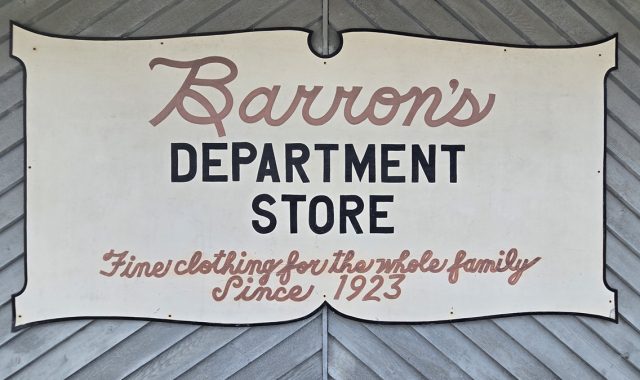 Barron's
DEPARTMENT
STORE
Fine clothing for the whole family
Since 1923